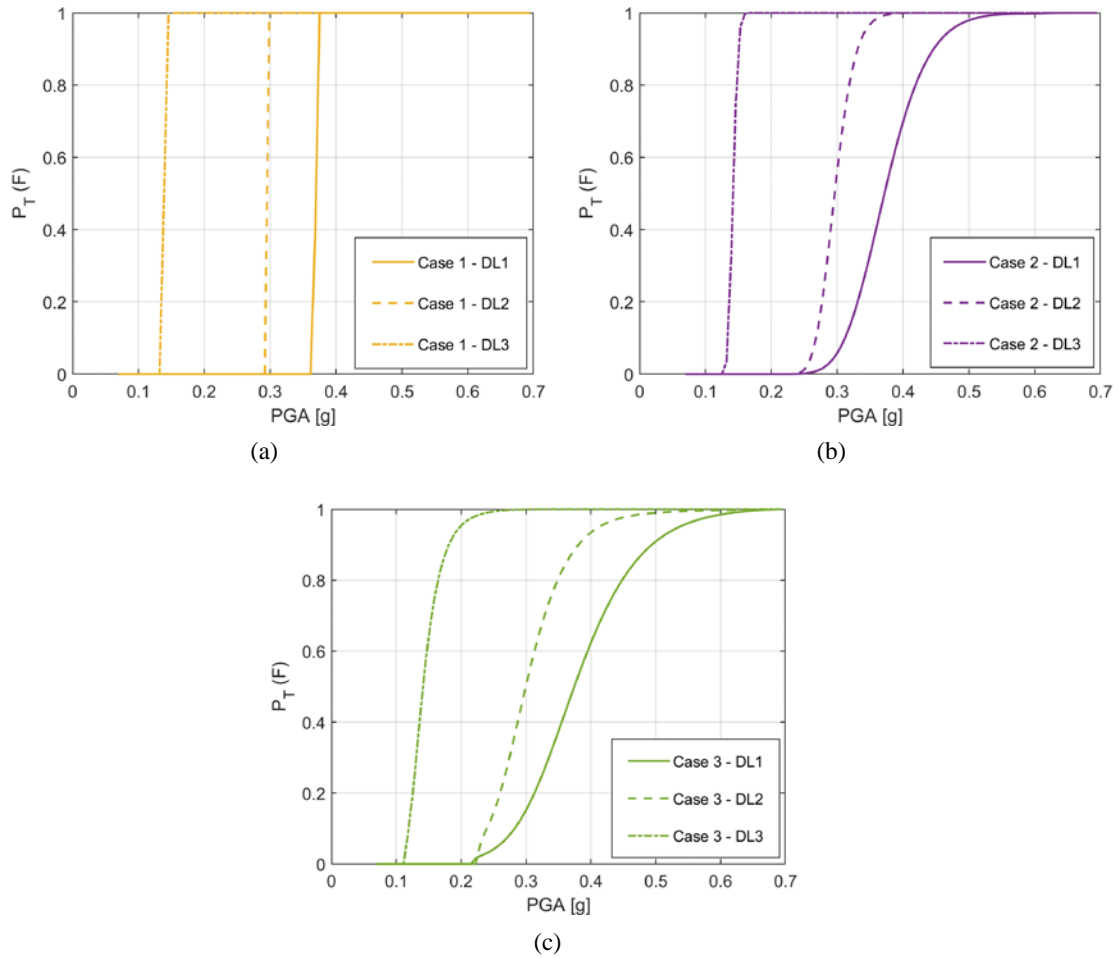 1
0.8
0.6
0.4
0.2
0
P_T (F)
0 0.1 0.2 0.3 0.4 0.5 0.6 0.7
PGA [g]
Case 1 - DL1
Case 1 - DL2
Case 1 - DL3
(a)
1
0.8
0.6
0.4
0.2
0
P_T (F)
0 0.1 0.2 0.3 0.4 0.5 0.6 0.7
PGA [g]
Case 2 - DL1
Case 2 - DL2
Case 2 - DL3
(b)
1
0.8
0.6
0.4
0.2
0
P_T (F)
0 0.1 0.2 0.3 0.4 0.5 0.6 0.7
PGA [g]
Case 3 - DL1
Case 3 - DL2
Case 3 - DL3
(c)